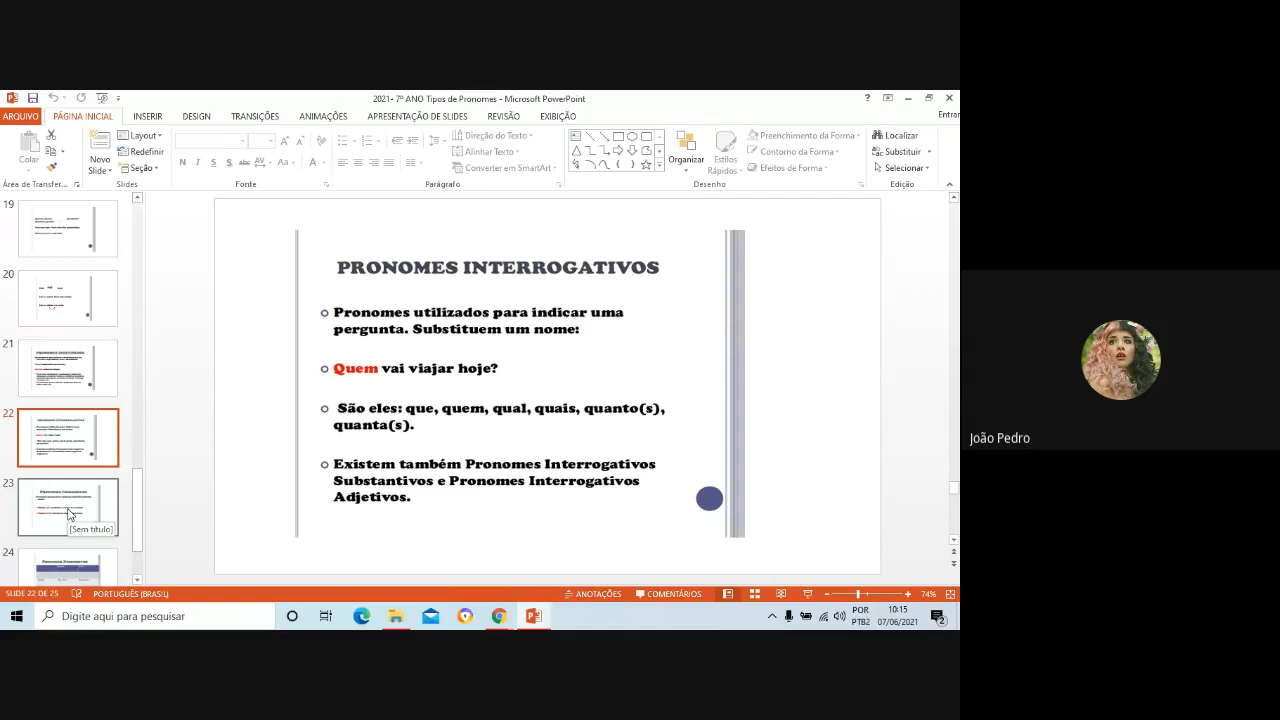 2021- 7º ANO Tipos de Pronomes - Microsoft PowerPoint
ARQUIVO PÁGINA INICIAL INSERIR DESIGN TRANSIÇÕES ANIMAÇÕES APRESENTAÇÃO DE SLIDES REVISÃO EXIBIÇÃO Entrar
Colar
Novo Slide
Layout
Redefinir
Seção
N I S S abc AV Aa A
Direção do Texto
Alinhar Texto
Converter em SmartArt
Organizar
Estilos Rápidos
Preenchimento da Forma
Contorno da Forma
Efeitos de Forma
Localizar
Substituir
Selecionar
Área de Transfer... Slides Fonte Parágrafo Desenho Edição
19
20
21
22
23
[Sem título]
24
PRONOMES INTERROGATIVOS
Pronomes utilizados para indicar uma
pergunta. Substituem um nome:
Quem vai viajar hoje?
São eles: que, quem, qual, quais, quanto(s),
quanta(s).
Existem também Pronomes Interrogativos
Substantivos e Pronomes Interrogativos
Adjetivos.
João Pedro
SLIDE 22 DE 25 PORTUGUÊS (BRASIL) ANOTAÇÕES COMENTÁRIOS 74%
Digite aqui para pesquisar
POR
PTB2
10:15
07/06/2021
2